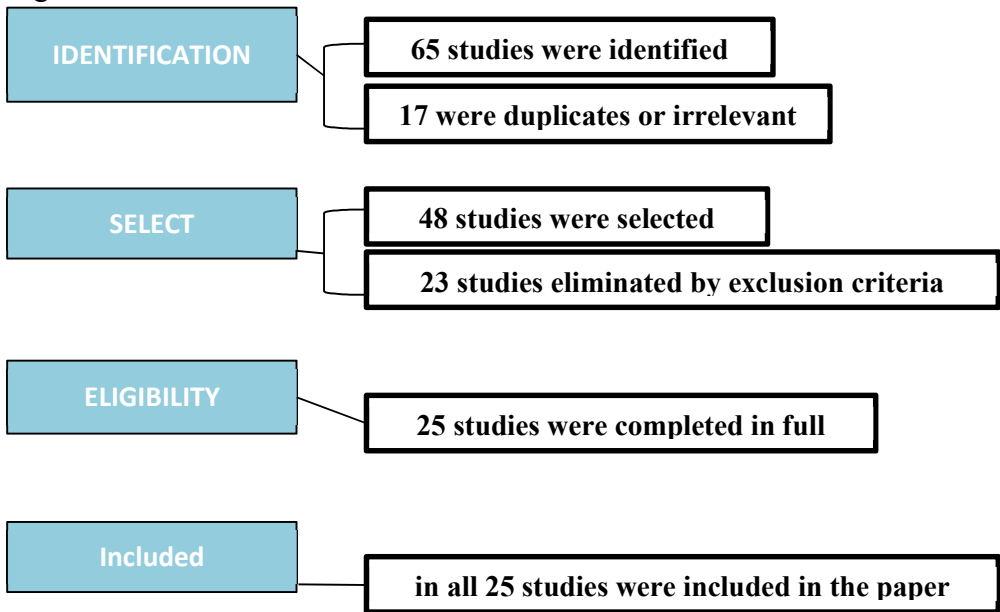 IDENTIFICATION
65 studies were identified
17 were duplicates or irrelevant
SELECT
48 studies were selected
23 studies eliminated by exclusion criteria
ELIGIBILITY
25 studies were completed in full
Included
in all 25 studies were included in the paper